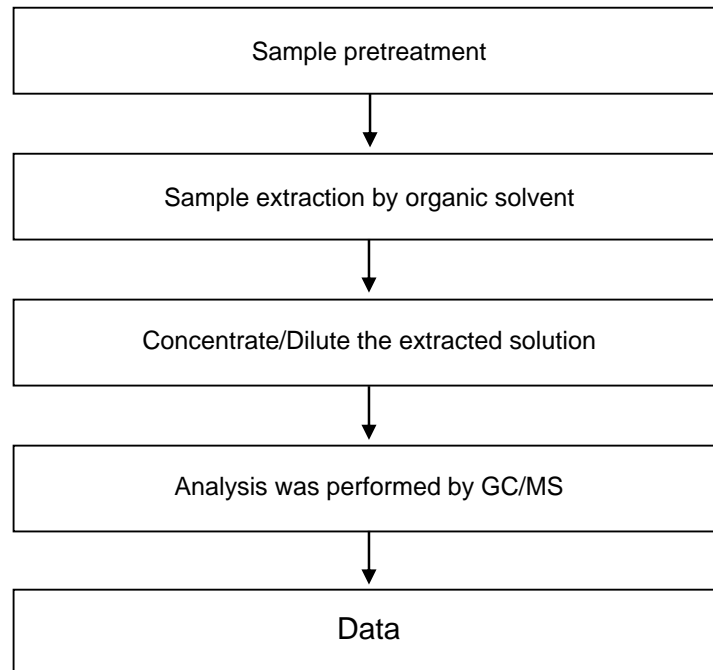 Sample pretreatment
Sample extraction by organic solvent
Concentrate/Dilute the extracted solution
Analysis was performed by GC/MS
Data